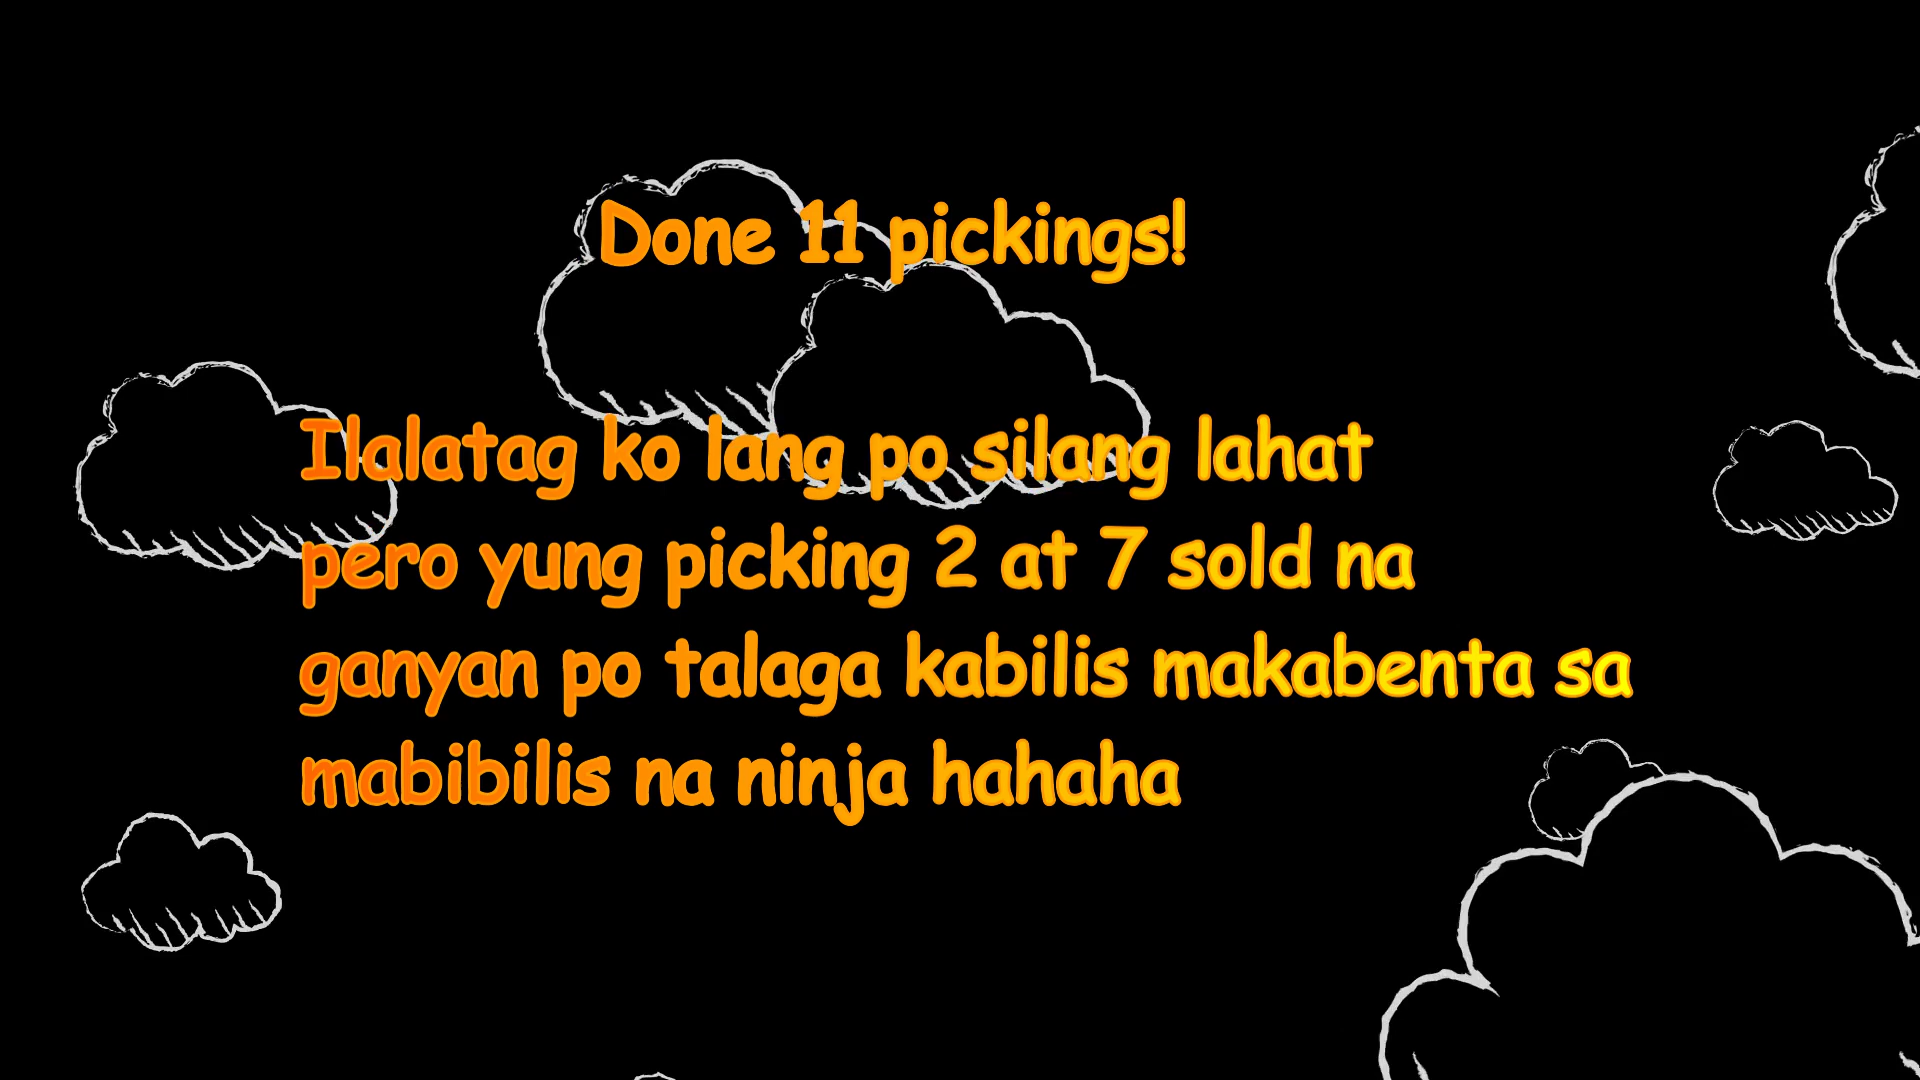 Done 11 pickings!
Ilalatag ko lang po silang lahat
pero yung picking 2 at 7 sold na
ganyan po talaga kabilis makabenta sa
mabibilis na ninja hahaha